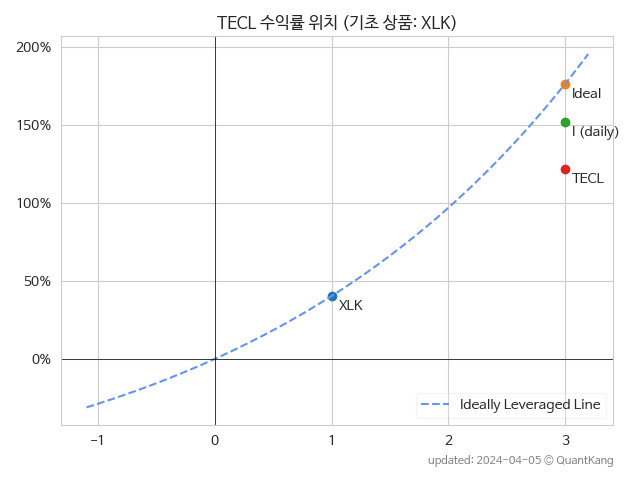 TECL 수익률 위치 (기초 상품: XLK)
200%
150%
100%
50%
0%
Ideal
I (daily)
TECL
XLK
Ideally Leveraged Line
−1 0 1 2 3
updated: 2024-04-05 © QuantKang